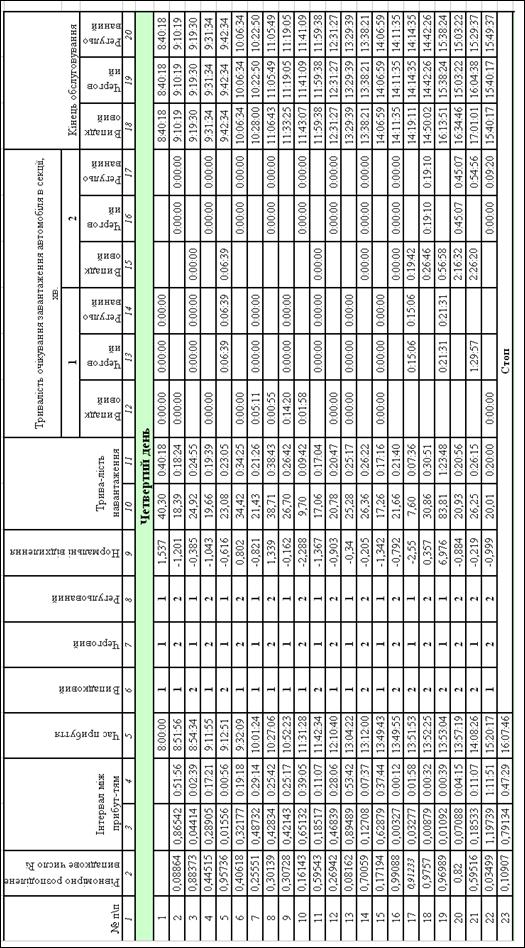 № п\п Рівномірно розподлене випадкове число Ri Інтервал між прибут-тям Час прибуття Випадковий Черговий Регульований Нормальні відхилення Трива-лість навантаження Тривалість очікування завантаження автомобіля в секції, хв. Кінець обслуговування
1 2
Випадк овий Чергов ий Регульо ваний Випадк овий Чергов ий Регульо ваний Випадк овий Чергов ий Регульо ваний
1 2 3 4 5 6 7 8 9 10 11 12 13 14 15 16 17 18 19 20
Четвертий день
1 8:00:00 1 1 1 1,537 40,30 0:40:18 0:00:00 0:00:00 0:00:00 8:40:18 8:40:18 8:40:18
2 0,08864 0,86542 0:51:56 8:51:56 2 2 2 -1,201 18,39 0:18:24 0:00:00 0:00:00 0:00:00 9:10:19 9:10:19 9:10:19
3 0,88373 0,04414 0:02:39 8:54:34 1 1 1 -0,385 24,92 0:24:55 0:00:00 0:00:00 0:00:00 9:19:30 9:19:30 9:19:30
4 0,44515 0,28905 0:17:21 9:11:55 2 2 2 -1,043 19,66 0:19:39 0:00:00 0:00:00 0:00:00 9:31:34 9:31:34 9:31:34
5 0,95736 0,01556 0:00:56 9:12:51 1 1 -0,616 23,08 0:23:05 0:06:39 0:06:39 0:06:39 9:42:34 9:42:34 9:42:34
6 0,40618 0,32177 0:19:18 9:32:09 2 2 0,802 34,42 0:34:25 0:00:00 0:00:00 0:00:00 10:06:34 10:06:34 10:06:34
7 0,25551 0,48732 0:29:14 10:01:24 1 1 1 -0,821 21,43 0:21:26 0:05:11 0:00:00 0:00:00 10:28:00 10:22:50 10:22:50
8 0,30139 0,42834 0:25:42 10:27:06 1 2 2 1,339 38,71 0:38:43 0:00:55 0:00:00 0:00:00 11:06:43 11:05:49 11:05:49
9 0,30728 0,42143 0:25:17 10:52:23 1 1 1 -0,162 26,70 0:26:42 0:14:20 0:00:00 0:00:00 11:33:25 11:19:05 11:19:05
10 0,16143 0,65132 0:39:05 11:31:28 1 2 2 -2,288 9,70 0:09:42 0:01:58 0:00:00 0:00:00 11:43:07 11:41:09 11:41:09
11 0,59543 0,18517 0:11:07 11:42:34 1 1 -1,367 17,06 0:17:04 0:00:00 0:00:00 0:00:00 11:59:38 11:59:38 11:59:38
12 0,26942 0,46839 0:28:06 12:10:40 2 2 -0,903 20,78 0:20:47 0:00:00 0:00:00 0:00:00 12:31:27 12:31:27 12:31:27
13 0,08162 0,89489 0:53:42 13:04:22 1 1 -0,34 25,28 0:25:17 0:00:00 0:00:00 0:00:00 13:29:39 13:29:39 13:29:39
14 0,70059 0,12708 0:07:37 13:12:00 2 2 2 -0,205 26,36 0:26:22 0:00:00 0:00:00 0:00:00 13:38:21 13:38:21 13:38:21
15 0,17194 0,62879 0:37:44 13:49:43 1 1 1 -1,342 17,26 0:17:16 0:00:00 0:00:00 0:00:00 14:06:59 14:06:59 14:06:59
16 0,99088 0,00327 0:00:12 13:49:55 2 2 2 -0,792 21,66 0:21:40 0:00:00 0:00:00 0:00:00 14:11:35 14:11:35 14:11:35
17 0,91233 0,03277 0:01:58 13:51:53 2 1 1 -2,55 7,60 0:07:36 0:15:06 0:15:06 0:19:42 14:19:11 14:14:35 14:14:35
18 0,9757 0,00879 0:00:32 13:52:25 2 2 2 0,357 30,86 0:30:51 0:26:46 0:19:10 0:19:10 14:50:02 14:42:26 14:42:26
19 0,96989 0,01092 0:00:39 13:53:04 2 1 1 6,976 83,81 1:23:48 0:21:31 0:21:31 0:56:58 16:13:51 15:38:24 15:38:24
20 0,82 0,07088 0:04:15 13:57:19 2 2 2 -0,884 20,93 0:20:56 2:16:32 0:45:07 0:45:07 16:34:46 15:03:22 15:03:22
21 0,59516 0,18533 0:11:07 14:08:26 2 1 2 -0,219 26,25 0:26:15 1:29:57 2:26:20 0:54:56 17:01:01 16:04:38 15:29:37
22 0,03499 1,19739 1:11:51 15:20:17 1 2 2 -0,999 20,01 0:20:00 0:00:00 0:00:00 0:09:20 15:40:17 15:40:17 15:49:37
23 0,10907 0,79134 0:47:29 16:07:46 Стоп